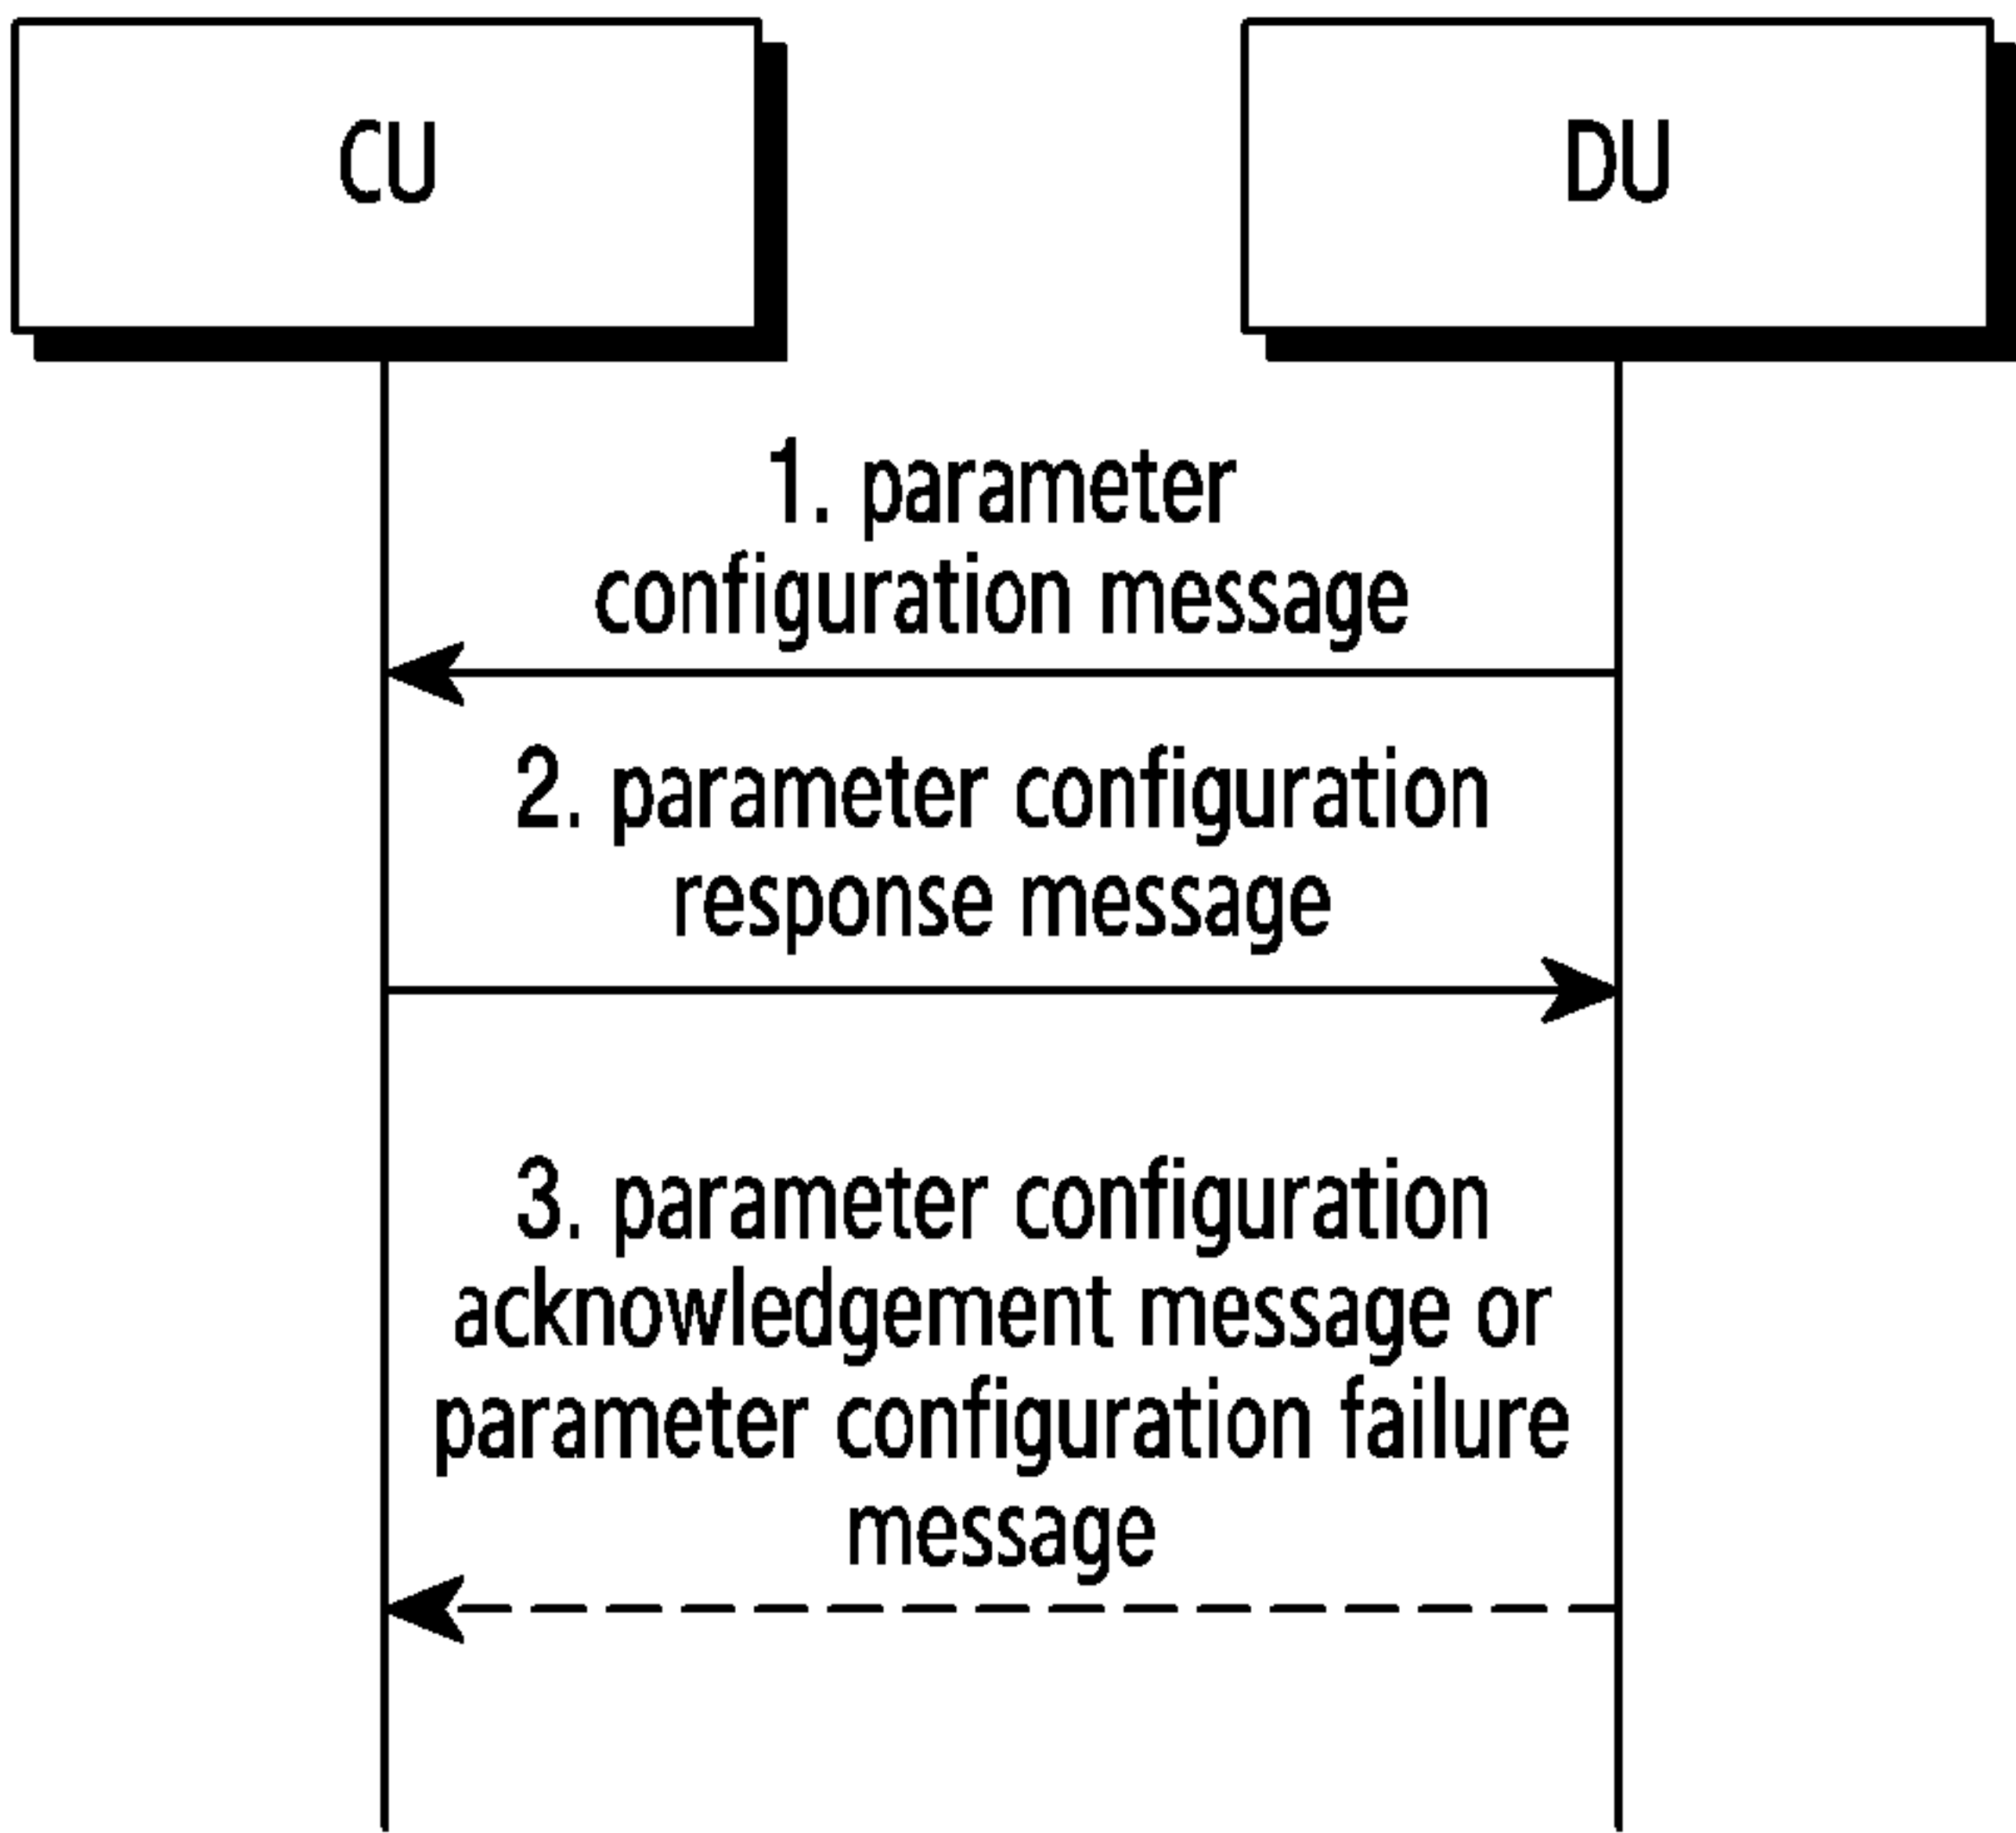 CU
DU
1. parameter
configuration message
2. parameter configuration
response message
3. parameter configuration
acknowledgement message or
parameter configuration failure
message